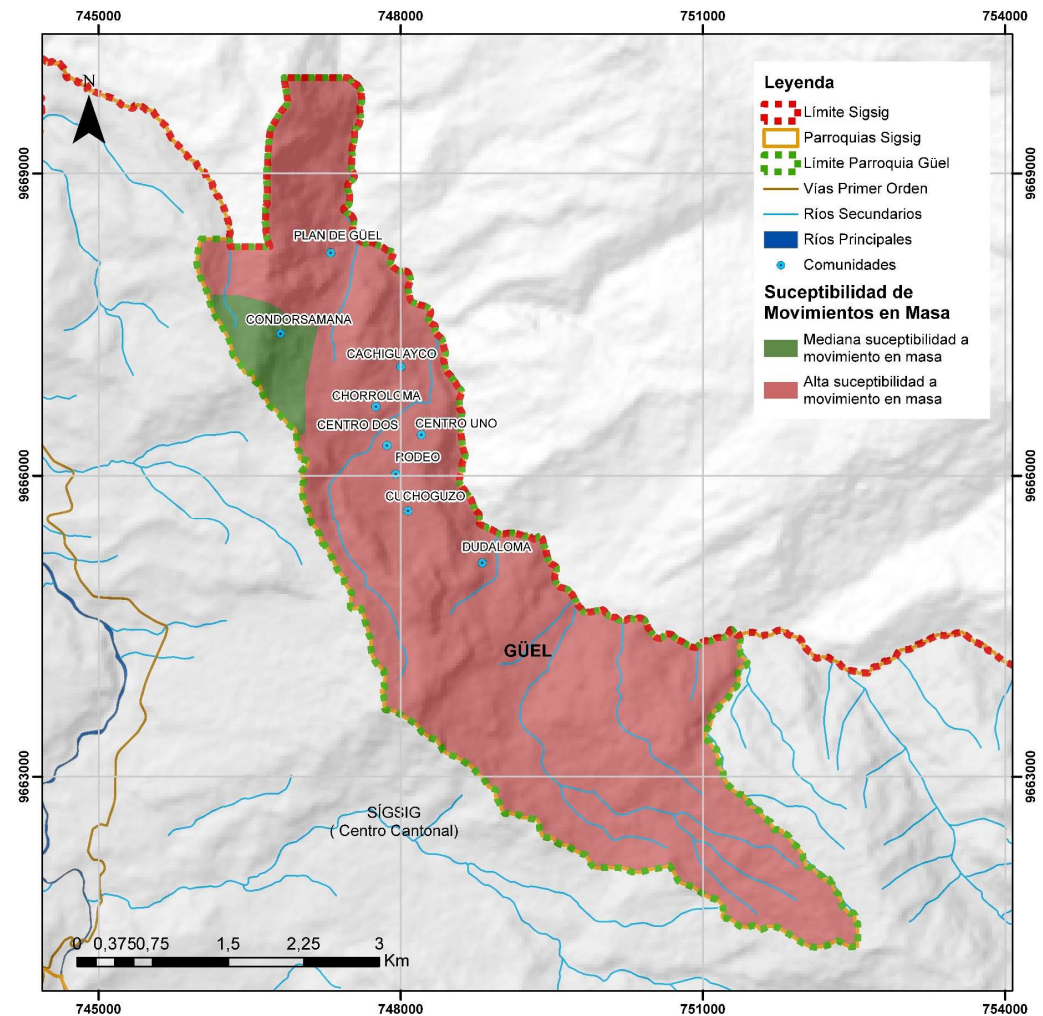 745000
748000
751000
754000
N
Leyenda
Límite Sigsig
Parroquias Sigsig
Límite Parroquia Güel
Vías Primer Orden
Ríos Secundarios
Ríos Principales
Comunidades
Suceptibilidad de
Movimientos en Masa
Mediana suceptibilidad a
movimiento en masa
Alta suceptibilidad a
movimiento en masa
9669000
9669000
PLAN DE GÜEL
CONDORSAMANA
CACHIGUAYCO
CHORROLOMA
CENTRO DOS
CENTRO UNO
RODEO
9666000
9666000
CUCHOGUZO
DUDALOMA
GÜEL
9663000
9663000
SÍGSIG
( Centro Cantonal)
0 0,375 0,75 1,5 2,25 3
Km
745000
748000
751000
754000